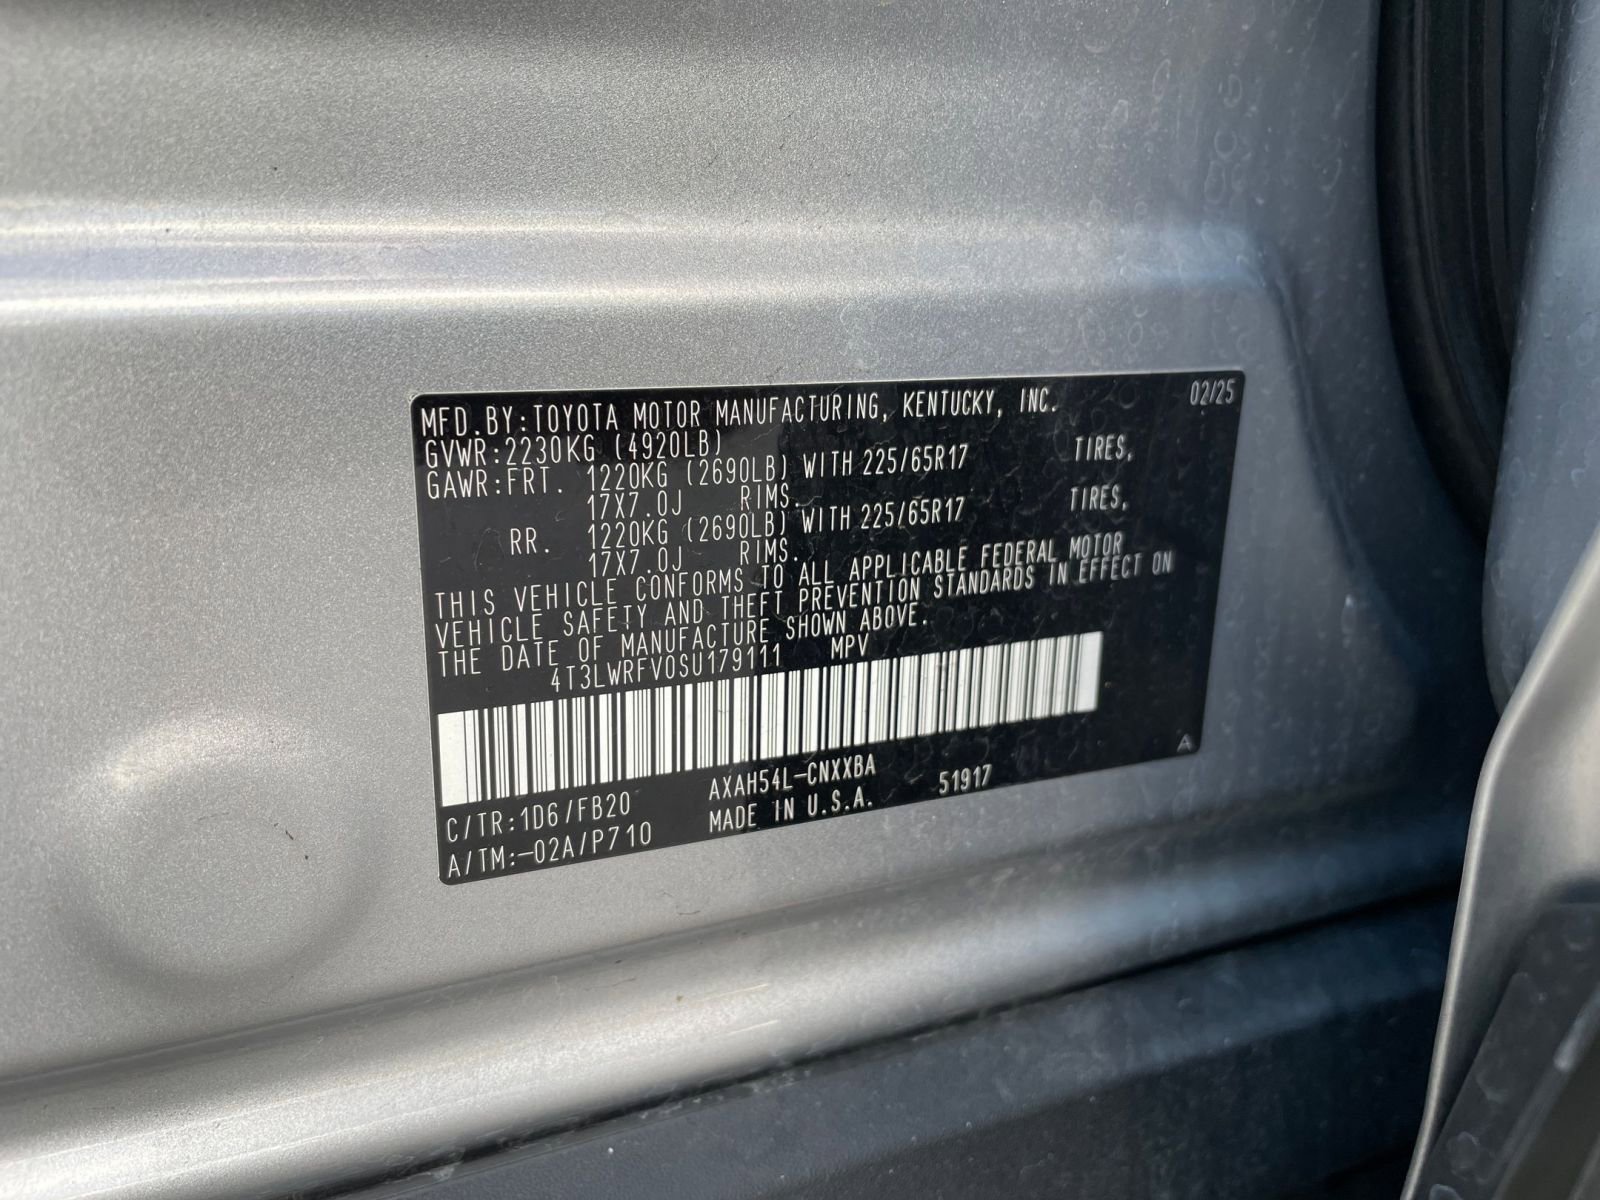 MFD.BY:TOYOTA MOTOR MANUFACTURING, KENTUCKY, INC. 02/25
GVWR:2230KG (4920LB)
GAWR:FRT. 1220KG (2690LB) WITH 225/65R17 TIRES,
17X7.0J RIMS.
RR. 1220KG (2690LB) WITH 225/65R17 TIRES,
17X7.0J RIMS.
THIS VEHICLE CONFORMS TO ALL APPLICABLE FEDERAL MOTOR
VEHICLE SAFETY AND THEFT PREVENTION STANDARDS IN EFFECT ON
THE DATE OF MANUFACTURE SHOWN ABOVE.
4T3LWRFV0SU179111 MPV
C/TR:1D6/FB20 AXAH54L-CNXXBA 51917 A
A/TM:-02A/P710 MADE IN U.S.A.